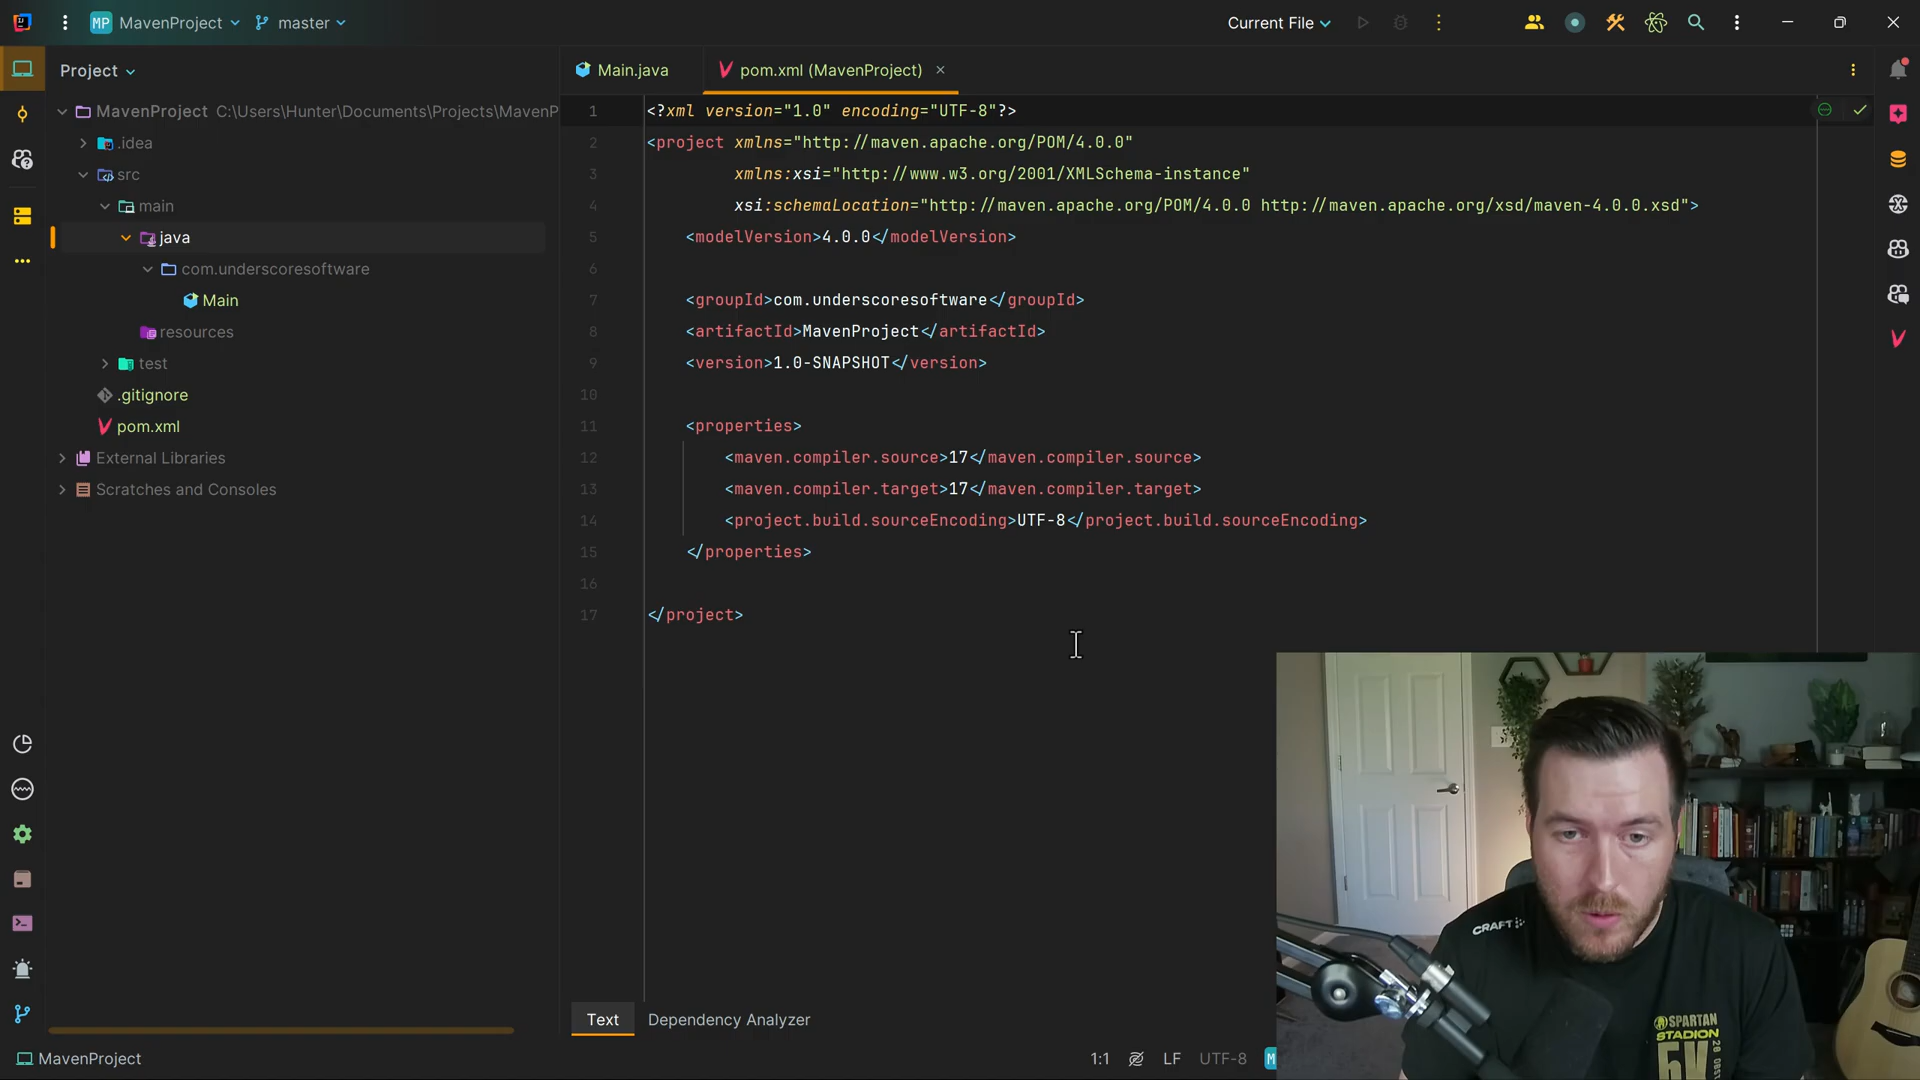 MP MavenProject
master
Current File
Project
Main.java
pom.xml (MavenProject)
MavenProject C:\Users\Hunter\Documents\Projects\MavenP
.idea
src
main
java
com.underscoresoftware
Main
resources
test
.gitignore
pom.xml
External Libraries
Scratches and Consoles
1 <?xml version="1.0" encoding="UTF-8"?>
2 <project xmlns="http://maven.apache.org/POM/4.0.0"
3 xmlns:xsi="http://www.w3.org/2001/XMLSchema-instance"
4 xsi:schemaLocation="http://maven.apache.org/POM/4.0.0 http://maven.apache.org/xsd/maven-4.0.0.xsd">
5 <modelVersion>4.0.0</modelVersion>
6
7 <groupId>com.underscoresoftware</groupId>
8 <artifactId>MavenProject</artifactId>
9 <version>1.0-SNAPSHOT</version>
10
11 <properties>
12 <maven.compiler.source>17</maven.compiler.source>
13 <maven.compiler.target>17</maven.compiler.target>
14 <project.build.sourceEncoding>UTF-8</project.build.sourceEncoding>
15 </properties>
16
17 </project>
Text
Dependency Analyzer
MavenProject
1:1
LF
UTF-8
M
CRAFT
SPARTAN
STADION